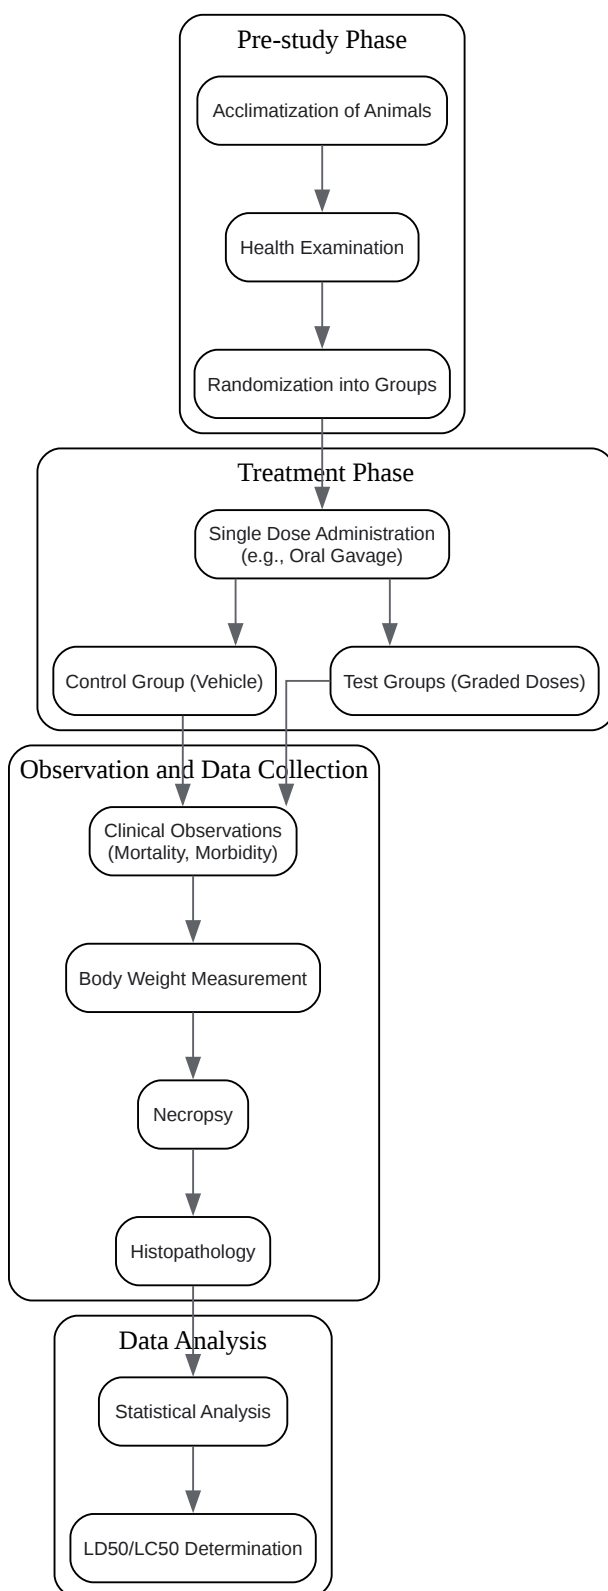 Pre-study Phase
Acclimatization of Animals
Health Examination
Randomization into Groups
Treatment Phase
Single Dose Administration
(e.g., Oral Gavage)
Control Group (Vehicle)
Test Groups (Graded Doses)
Observation and Data Collection
Clinical Observations
(Mortality, Morbidity)
Body Weight Measurement
Necropsy
Histopathology
Data Analysis
Statistical Analysis
LD50/LC50 Determination